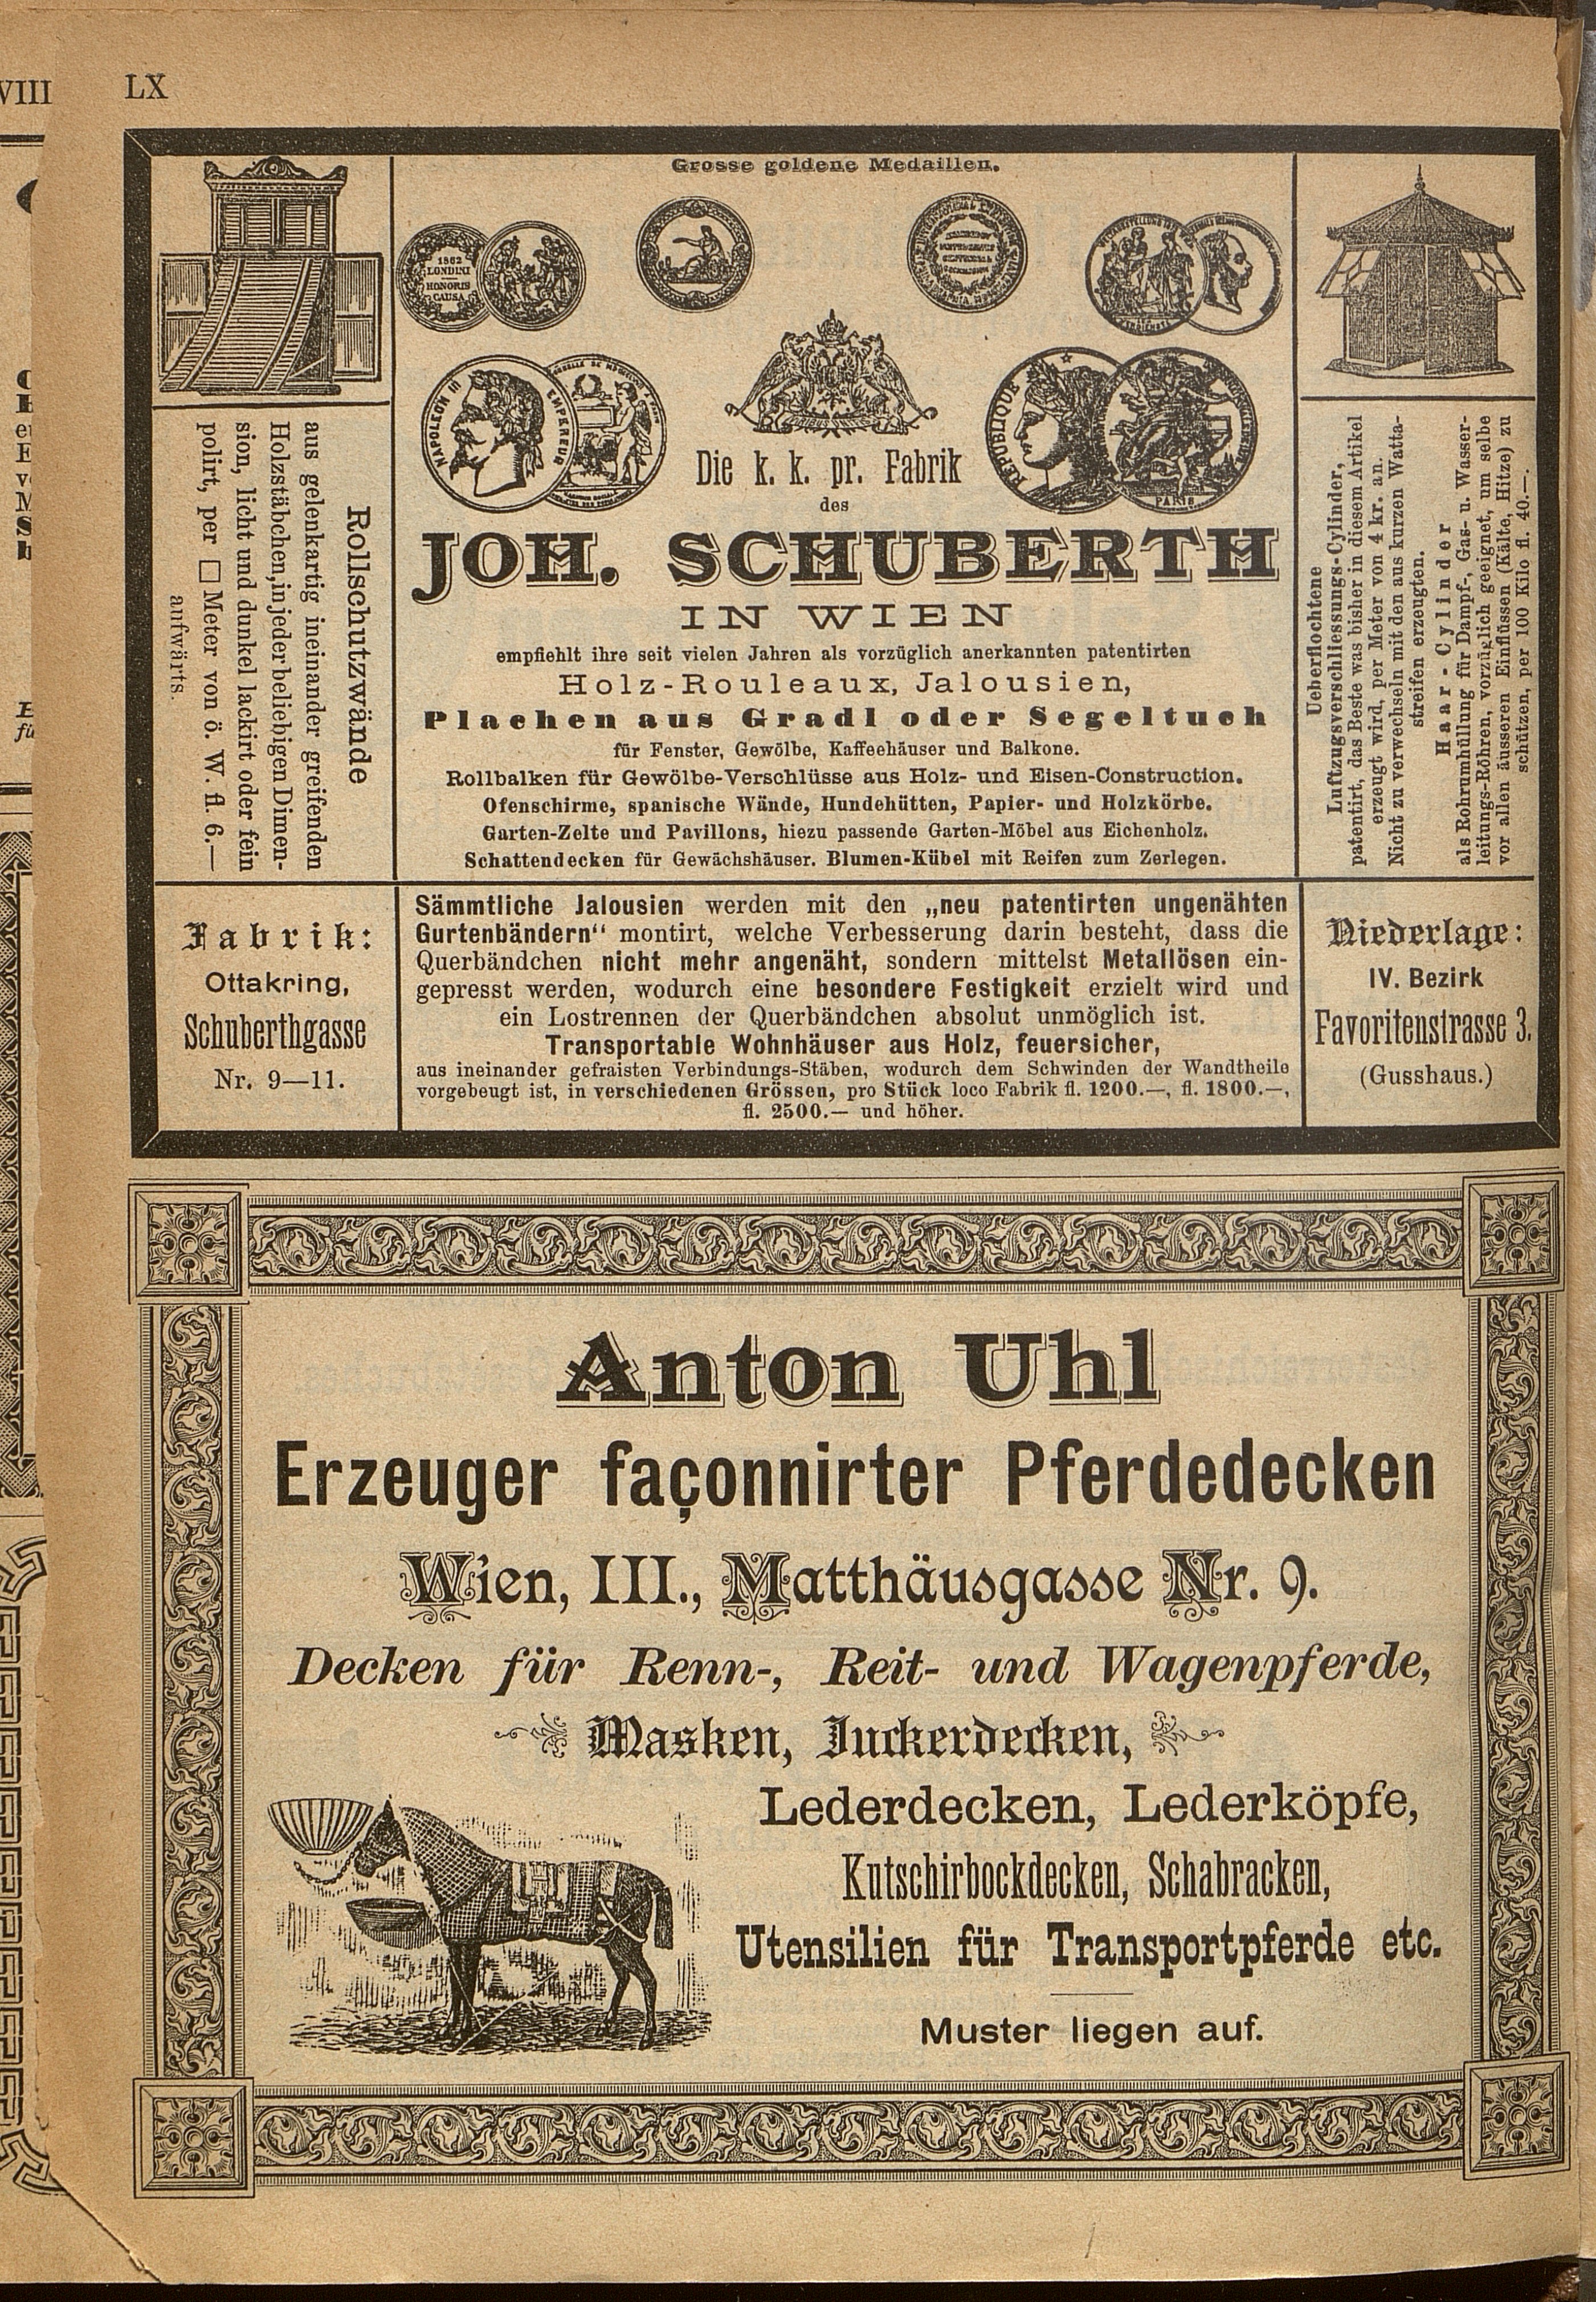 VIII
LX
Grosse goldene Medaillen.
1862
LONDINI
HONORIS
CAUSA
NAPOLEON III
EMPEREUR
REPUBLIQUE
PARIS
Die k. k. pr. Fabrik
des
JOH. SCHUBERTH
IN WIEN
empfiehlt ihre seit vielen Jahren als vorzüglich anerkannten patentirten
Holz-Rouleaux, Jalousien,
Plachen aus Gradl oder Segeltuch
für Fenster, Gewölbe, Kaffeehäuser und Balkone.
Rollbalken für Gewölbe-Verschlüsse aus Holz- und Eisen-Construction.
Ofenschirme, spanische Wände, Hundehütten, Papier- und Holzkörbe.
Garten-Zelte und Pavillons, hiezu passende Garten-Möbel aus Eichenholz.
Schattendecken für Gewächshäuser. Blumen-Kübel mit Reifen zum Zerlegen.
Rollschutzwände
aus gelenkartig ineinander greifenden
Holzstäbchen, in jeder beliebigen Dimen-
sion, licht und dunkel lackirt oder fein
polirt, per □ Meter von ö. W. fl. 6.—
aufwärts.
Ueberflochtene
Luftzugsverschliessungs-Cylinder,
patentirt, das Beste was bisher in diesem Artikel
erzeugt wird, per Meter von 4 kr. an.
Nicht zu verwechseln mit den aus kurzen Watta-
streifen erzeugten.
Haar-Cylinder
als Rohrumhüllung für Dampf-, Gas- u. Wasser-
leitungs-Röhren, vorzüglich geeignet, um selbe
vor allen äusseren Einflüssen (Kälte, Hitze) zu
schützen, per 100 Kilo fl. 40.—.
Fabrik:
Ottakring,
Schuberthgasse
Nr. 9—11.
Sämmtliche Jalousien werden mit den „neu patentirten ungenähten
Gurtenbändern“ montirt, welche Verbesserung darin besteht, dass die
Querbändchen nicht mehr angenäht, sondern mittelst Metallösen ein-
gepresst werden, wodurch eine besondere Festigkeit erzielt wird und
ein Lostrennen der Querbändchen absolut unmöglich ist.
Transportable Wohnhäuser aus Holz, feuersicher,
aus ineinander gefraisten Verbindungs-Stäben, wodurch dem Schwinden der Wandtheile
vorgebeugt ist, in verschiedenen Grössen, pro Stück loco Fabrik fl. 1200.—, fl. 1800.—,
fl. 2500.— und höher.
Niederlage:
IV. Bezirk
Favoritenstrasse 3.
(Gusshaus.)
Anton Uhl
Erzeuger façonnirter Pferdedecken
Wien, III., Matthäusgasse Nr. 9.
Decken für Renn-, Reit- und Wagenpferde,
Masken, Juckerdecken,
Lederdecken, Lederköpfe,
Kutschirbockdecken, Schabracken,
Utensilien für Transportpferde etc.
Muster liegen auf.